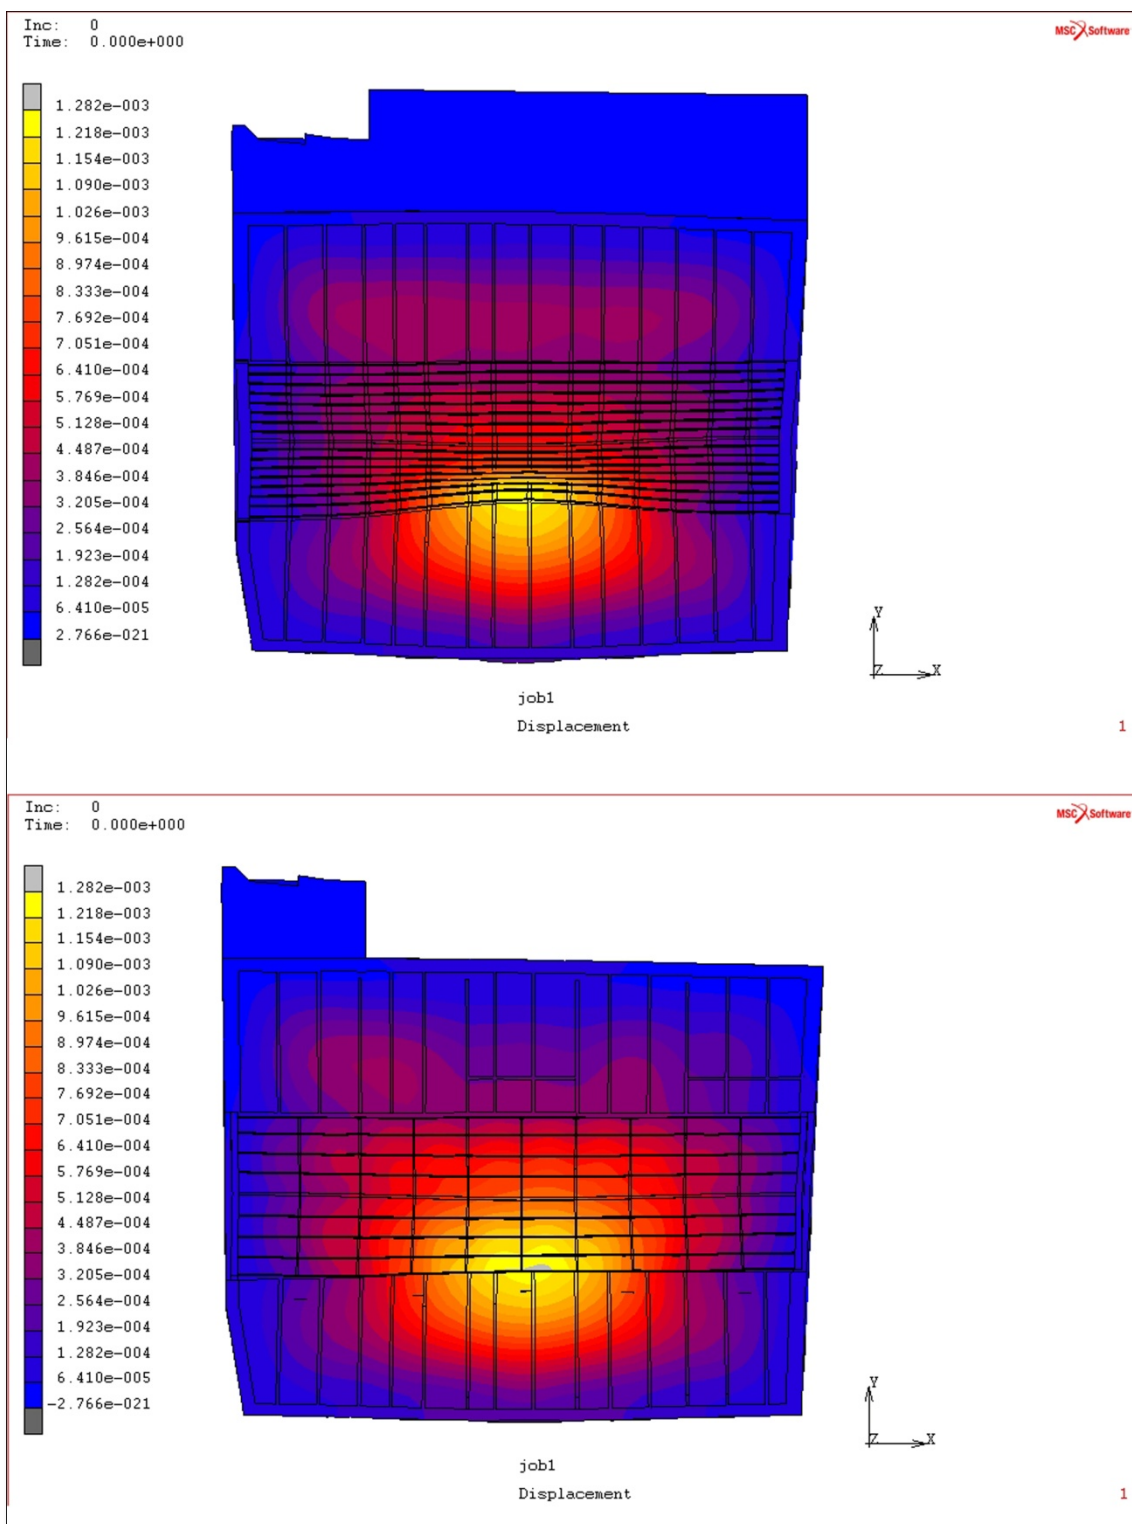 Inc: 0
Time: 0.000e+000
MSC Software
1.282e-003
1.218e-003
1.154e-003
1.090e-003
1.026e-003
9.615e-004
8.974e-004
8.333e-004
7.692e-004
7.051e-004
6.410e-004
5.769e-004
5.128e-004
4.487e-004
3.846e-004
3.205e-004
2.564e-004
1.923e-004
1.282e-004
6.410e-005
2.766e-021
Y
Z X
job1
Displacement
1
Inc: 0
Time: 0.000e+000
MSC Software
1.282e-003
1.218e-003
1.154e-003
1.090e-003
1.026e-003
9.615e-004
8.974e-004
8.333e-004
7.692e-004
7.051e-004
6.410e-004
5.769e-004
5.128e-004
4.487e-004
3.846e-004
3.205e-004
2.564e-004
1.923e-004
1.282e-004
6.410e-005
-2.766e-021
Y
Z X
job1
Displacement
1